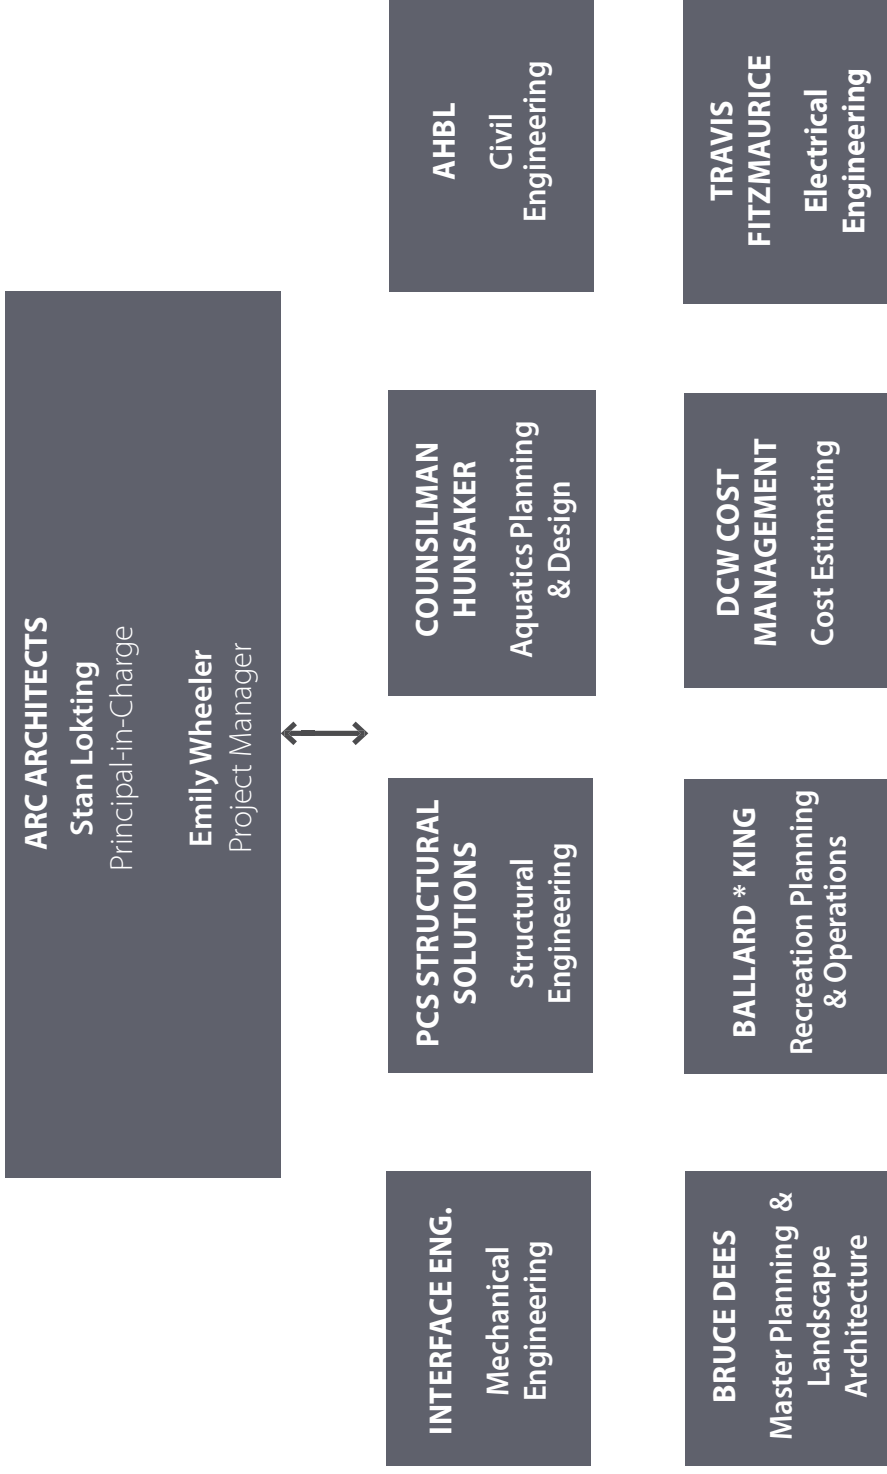 ARC ARCHITECTS
Stan Lokting
Principal-in-Charge
Emily Wheeler
Project Manager
INTERFACE ENG.
Mechanical
Engineering
PCS STRUCTURAL
SOLUTIONS
Structural
Engineering
COUNSILMAN
HUNSAKER
Aquatics Planning
& Design
AHBL
Civil
Engineering
BRUCE DEES
Master Planning &
Landscape
Architecture
BALLARD * KING
Recreation Planning
& Operations
DCW COST
MANAGEMENT
Cost Estimating
TRAVIS
FITZMAURICE
Electrical
Engineering